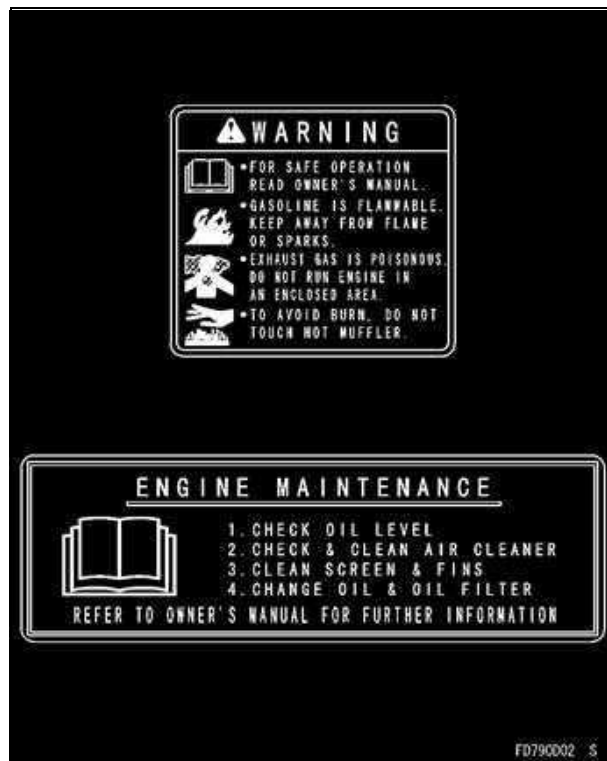 WARNING
•FOR SAFE OPERATION
READ OWNER'S MANUAL.
•GASOLINE IS FLAMMABLE.
KEEP AWAY FROM FLAME
OR SPARKS.
•EXHAUST GAS IS POISONOUS.
DO NOT RUN ENGINE IN
AN ENCLOSED AREA.
•TO AVOID BURN, DO NOT
TOUCH HOT MUFFLER.
ENGINE MAINTENANCE
1.CHECK OIL LEVEL
2.CHECK & CLEAN AIR CLEANER
3.CLEAN SCREEN & FINS
4.CHANGE OIL & OIL FILTER
REFER TO OWNER'S MANUAL FOR FURTHER INFORMATION
FD790D02 S